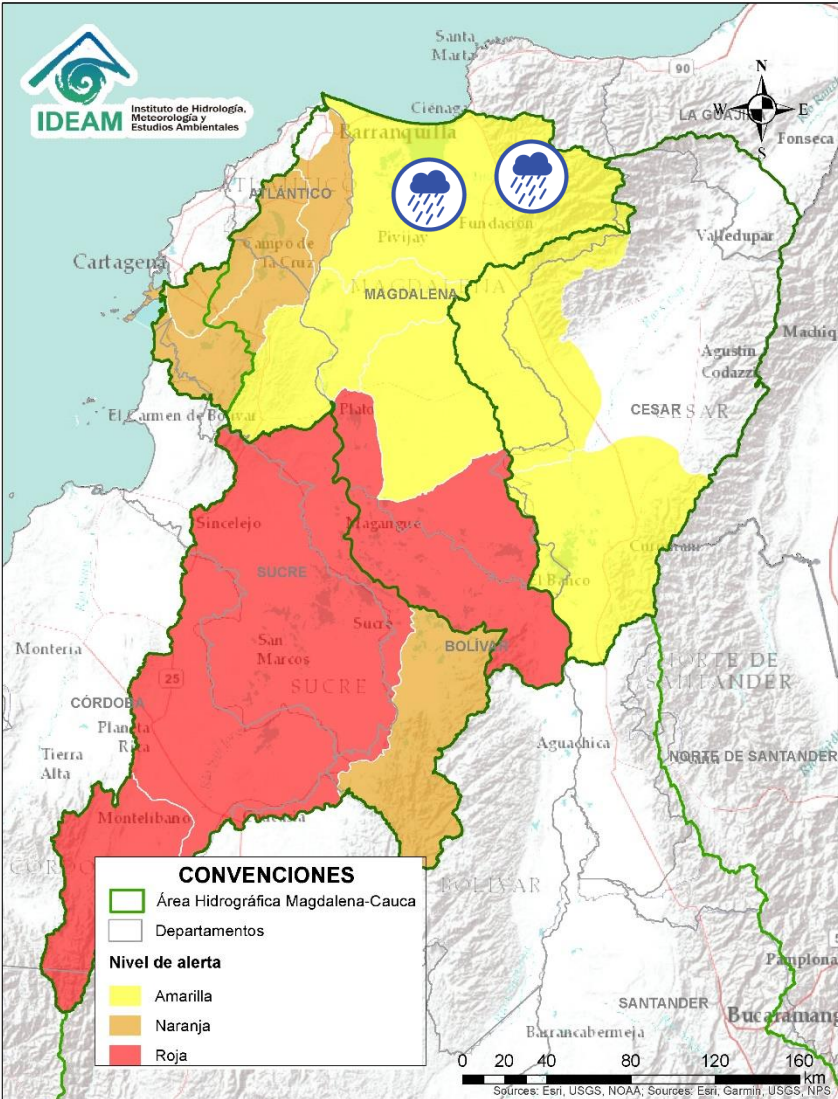 IDEAM
Instituto de Hidrología,
Meteorología y
Estudios Ambientales
Santa
Marta
90
N
W
E
S
LA GUAJIRA
Fonseca
Ciénaga
Barranquilla
ATLÁNTICO
Fundación
Pivijay
Valledupar
Campo de
la Cruz
Cartagena
MAGDALENA
MAGDALENA
Machiq
Agustín
Codazzi
El Carmen de Bolívar
Plato
CESAR
CESAR
Sincelejo
Magangué
SUCRE
Curumaní
El Banco
Sucre
San
Marcos
BOLÍVAR
Montería
SUCRE
NORTE DE
SANTANDER
25
CÓRDOBA
Planeta
Rica
Tierra
Alta
Aguachica
NORTE DE SANTANDER
Montelíbano
BOLÍVAR
CONVENCIONES
Área Hidrográfica Magdalena-Cauca
Departamentos
Nivel de alerta
Amarilla
Naranja
Roja
Pamplona
SANTANDER
Bucaramang
Barrancabermeja
0 20 40 80 120 160
km
Sources: Esri, USGS, NOAA; Sources: Esri, Garmin, USGS, NPS